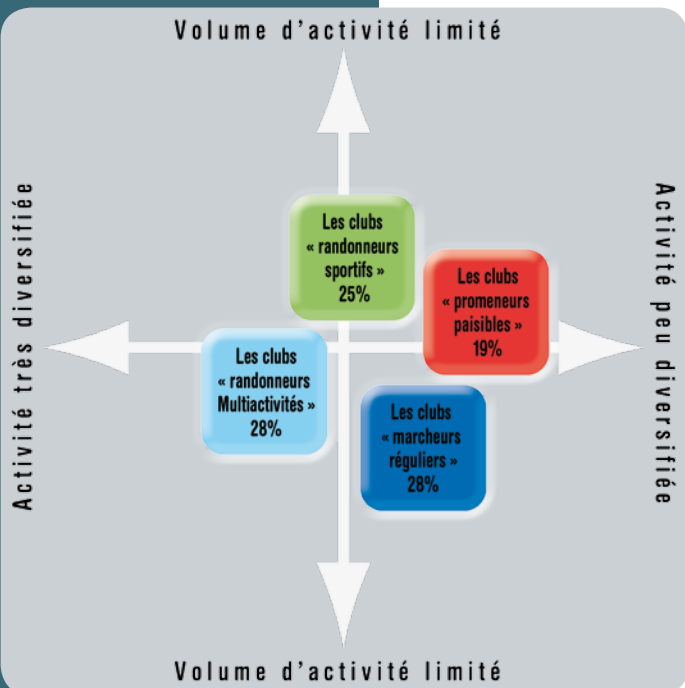 Volume d'activité limité
Activité très diversifiée
Activité peu diversifiée
Les clubs
« randonneurs
sportifs »
25%
Les clubs
« promeneurs
paisibles »
19%
Les clubs
« randonneurs
Multiactivités »
28%
Les clubs
« marcheurs
réguliers »
28%
Volume d'activité limité